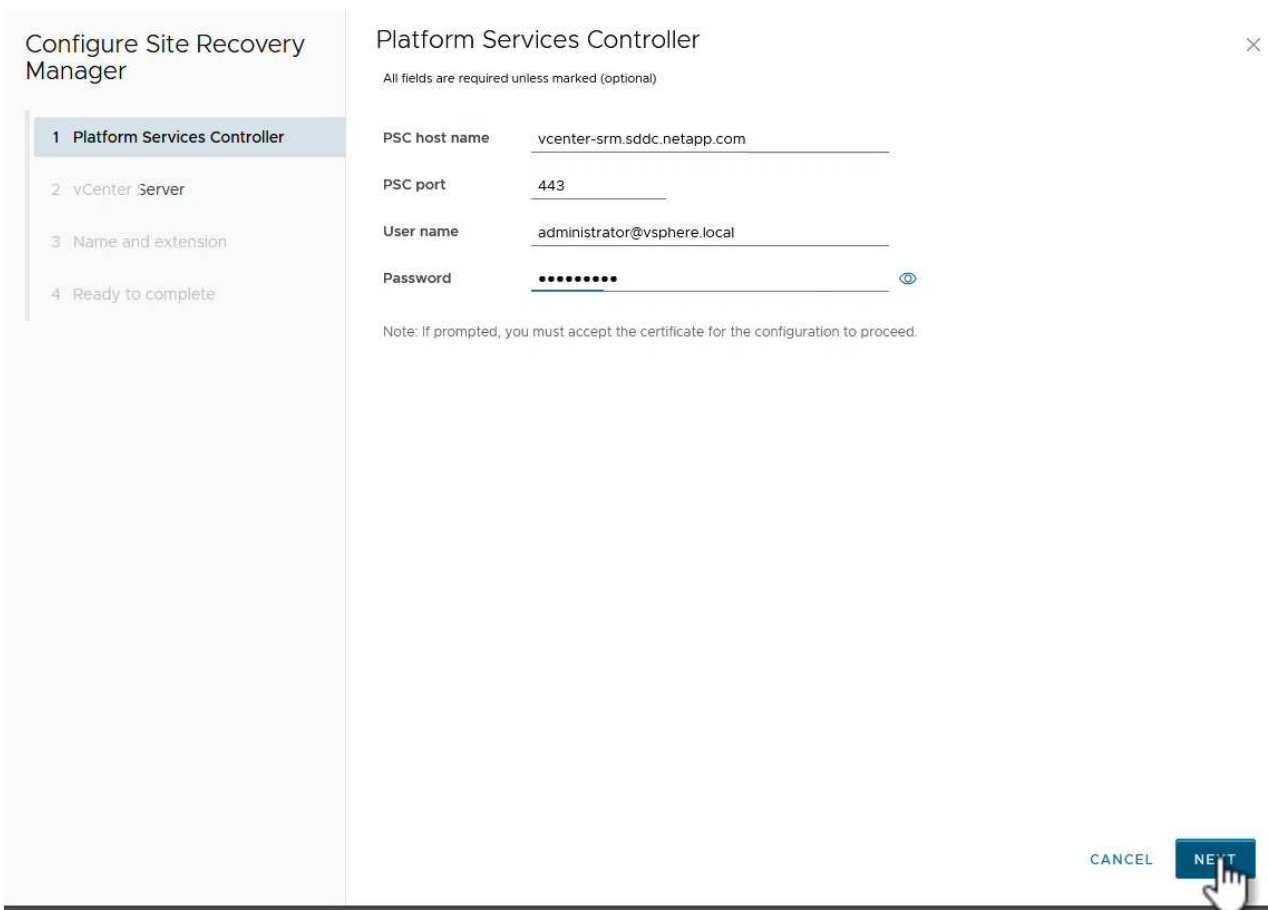 Configure Site Recovery
Manager
1 Platform Services Controller
2 vCenter Server
3 Name and extension
4 Ready to complete
Platform Services Controller
All fields are required unless marked (optional)
PSC host name vcenter-srm.sddc.netapp.com
PSC port 443
User name administrator@vsphere.local
Password •••••••••
Note: If prompted, you must accept the certificate for the configuration to proceed.
CANCEL NEXT